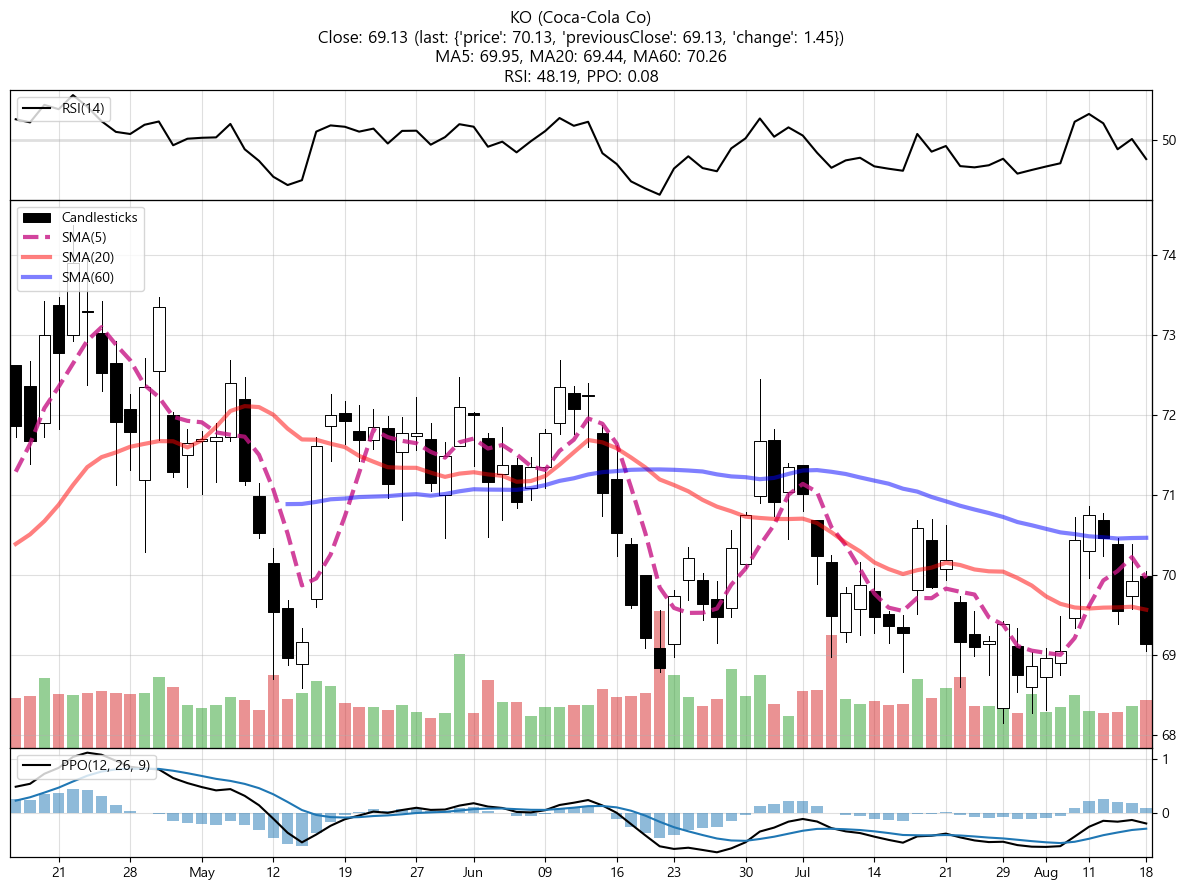 KO (Coca-Cola Co)
Close: 69.13 (last: {'price': 70.13, 'previousClose': 69.13, 'change': 1.45})
MA5: 69.95, MA20: 69.44, MA60: 70.26
RSI: 48.19, PPO: 0.08
RSI(14)
50
Candlesticks
SMA(5)
SMA(20)
SMA(60)
74
73
72
71
70
69
68
PPO(12, 26, 9)
1
0
21 28 May 12 19 27 Jun 09 16 23 30 Jul 14 21 29 Aug 11 18